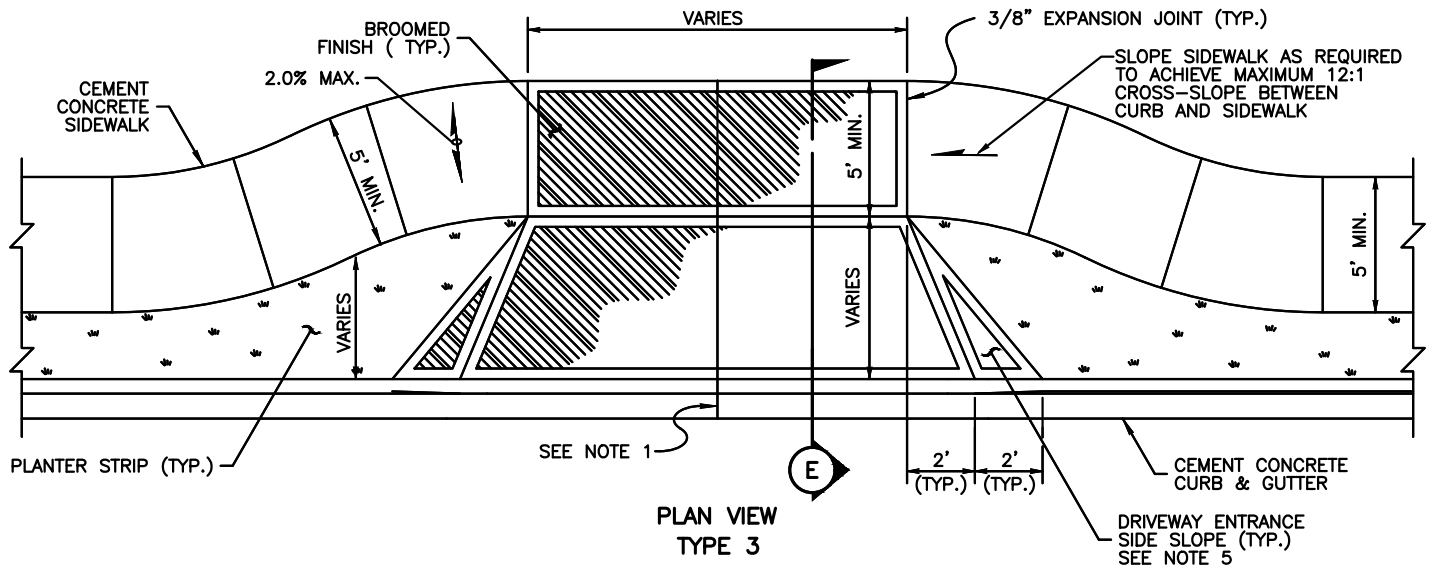 VARIES
3/8" EXPANSION JOINT (TYP.)
BROOMED
FINISH ( TYP.)
2.0% MAX.
CEMENT
CONCRETE
SIDEWALK
SLOPE SIDEWALK AS REQUIRED
TO ACHIEVE MAXIMUM 12:1
CROSS-SLOPE BETWEEN
CURB AND SIDEWALK
5' MIN.
5' MIN.
5' MIN.
VARIES
VARIES
PLANTER STRIP (TYP.)
SEE NOTE 1
E
2'
(TYP.)
2'
(TYP.)
CEMENT CONCRETE
CURB & GUTTER
DRIVEWAY ENTRANCE
SIDE SLOPE (TYP.)
SEE NOTE 5
PLAN VIEW
TYPE 3